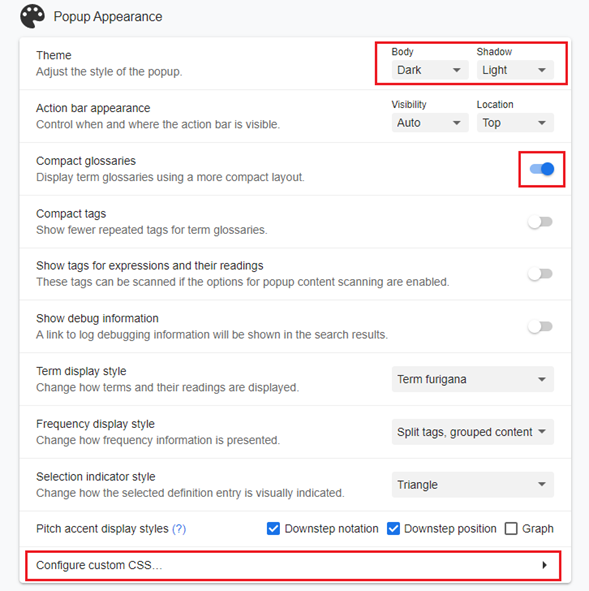 Popup Appearance
Theme
Adjust the style of the popup.
Body
Shadow
Dark
Light
Action bar appearance
Control when and where the action bar is visible.
Visibility
Location
Auto
Top
Compact glossaries
Display term glossaries using a more compact layout.
Compact tags
Show fewer repeated tags for term glossaries.
Show tags for expressions and their readings
These tags can be scanned if the options for popup content scanning are enabled.
Show debug information
A link to log debugging information will be shown in the search results.
Term display style
Change how terms and their readings are displayed.
Term furigana
Frequency display style
Change how frequency information is presented.
Split tags, grouped content
Selection indicator style
Change how the selected definition entry is visually indicated.
Triangle
Pitch accent display styles (?)
Downstep notation
Downstep position
Graph
Configure custom CSS…